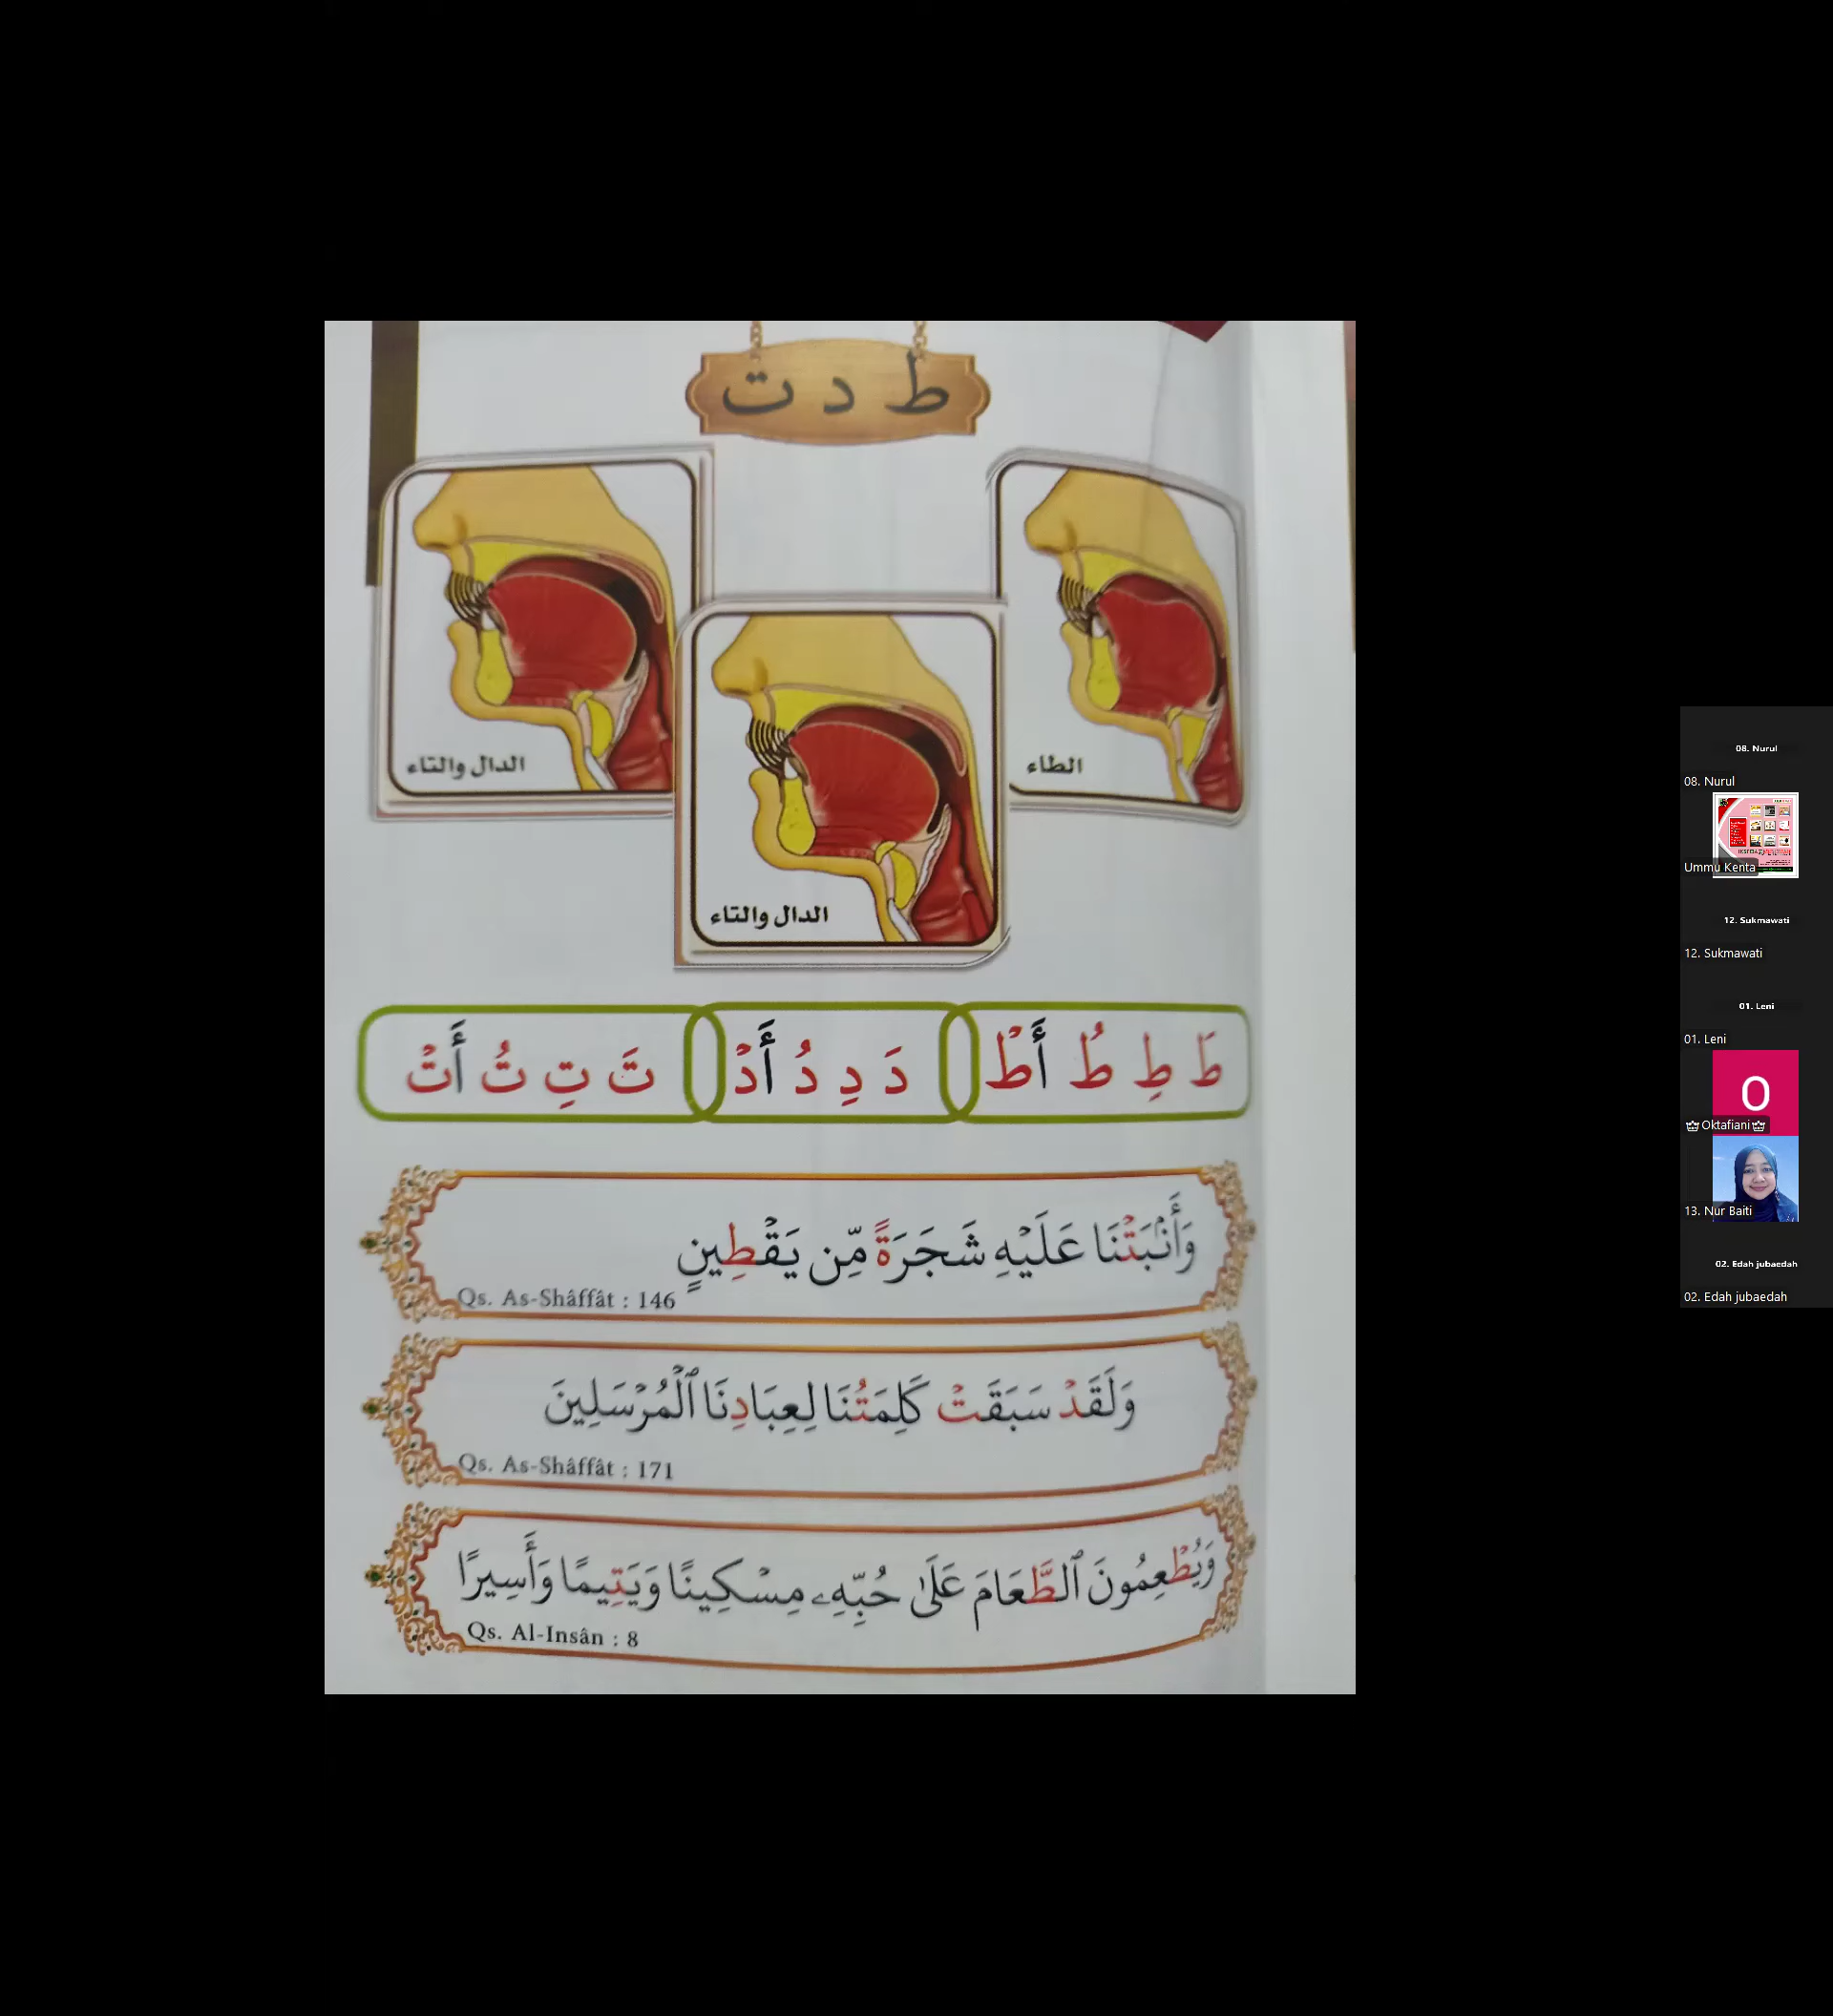 ط د ت
الدال والتاء
الطاء
الدال والتاء
طَ طِ طُ أَطْ
دَ دِ دُ أَدْ
تَ تِ تُ أَتْ
وَأَنۢبَتْنَا عَلَيْهِ شَجَرَةً مِّن يَقْطِينٍ
Qs. As-Shâffât : 146
وَلَقَدْ سَبَقَتْ كَلِمَتُنَا لِعِبَادِنَا ٱلْمُرْسَلِينَ
Qs. As-Shâffât : 171
وَيُطْعِمُونَ ٱلطَّعَامَ عَلَىٰ حُبِّهِۦ مِسْكِينًا وَيَتِيمًا وَأَسِيرًا
Qs. Al-Insân : 8
08. Nurul
08. Nurul
Ummu Kenta
12. Sukmawati
12. Sukmawati
01. Leni
01. Leni
O
Oktafiani
13. Nur Baiti
02. Edah jubaedah
02. Edah jubaedah